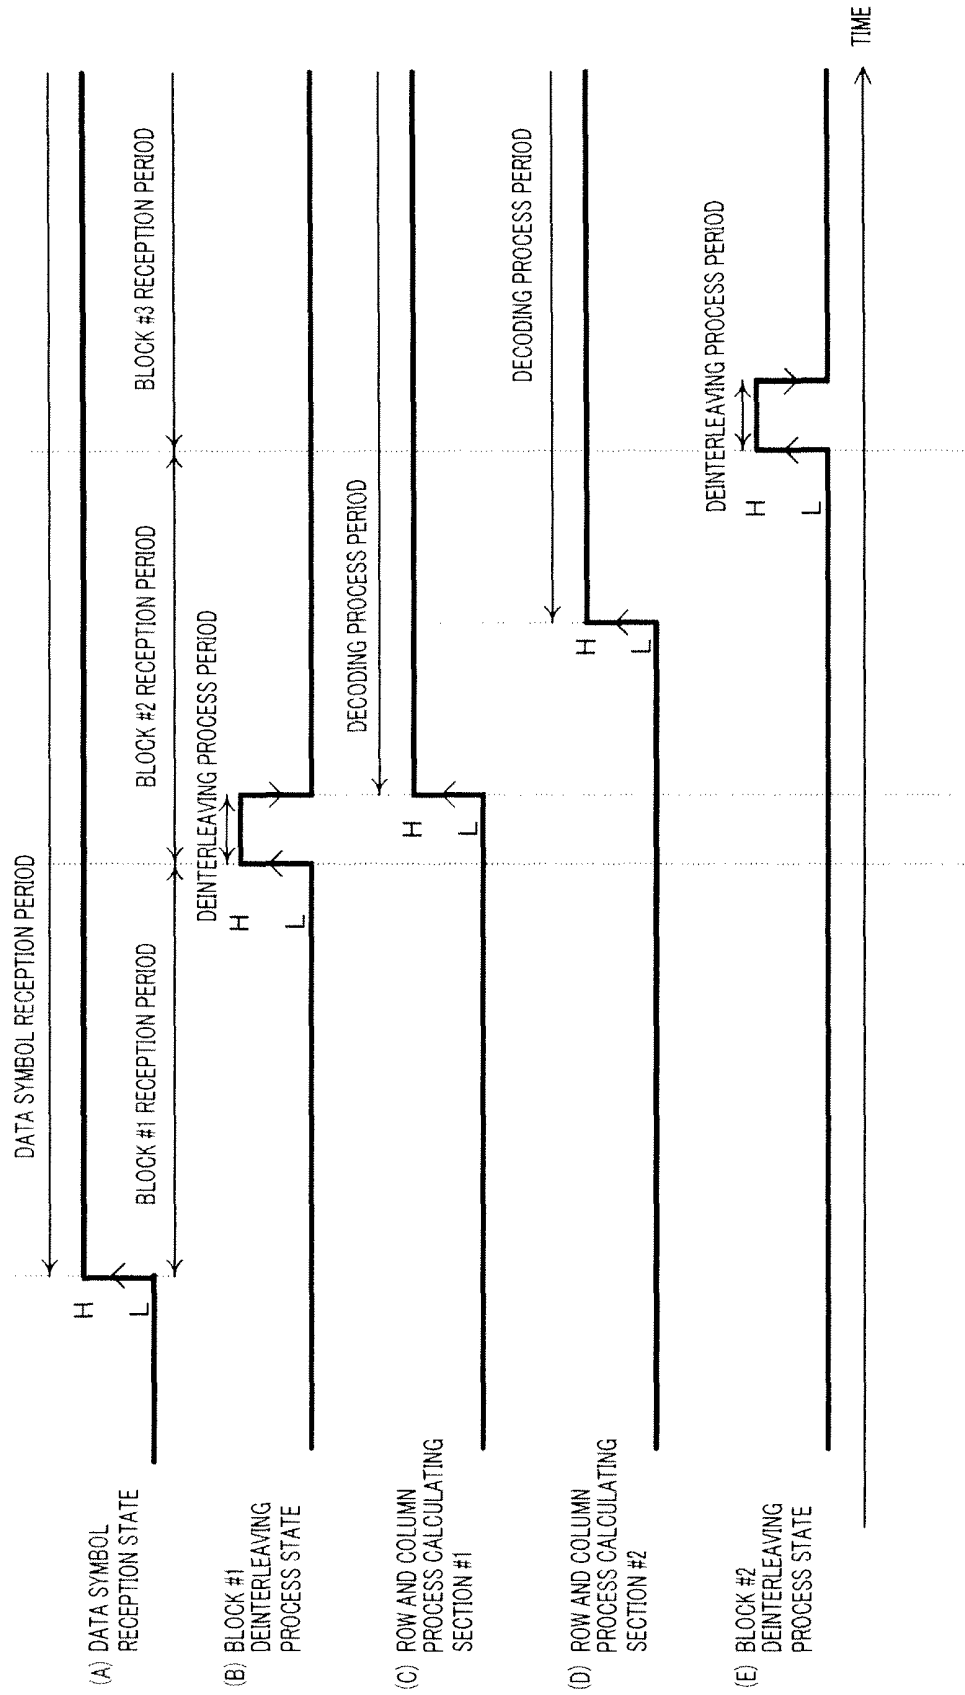 DATA SYMBOL RECEPTION PERIOD
(A) DATA SYMBOL
RECEPTION STATE
H
L
BLOCK #1 RECEPTION PERIOD
BLOCK #2 RECEPTION PERIOD
BLOCK #3 RECEPTION PERIOD
(B) BLOCK #1
DEINTERLEAVING
PROCESS STATE
H
L
DEINTERLEAVING PROCESS PERIOD
(C) ROW AND COLUMN
PROCESS CALCULATING
SECTION #1
H
L
DECODING PROCESS PERIOD
(D) ROW AND COLUMN
PROCESS CALCULATING
SECTION #2
H
L
DECODING PROCESS PERIOD
(E) BLOCK #2
DEINTERLEAVING
PROCESS STATE
H
L
DEINTERLEAVING PROCESS PERIOD
TIME